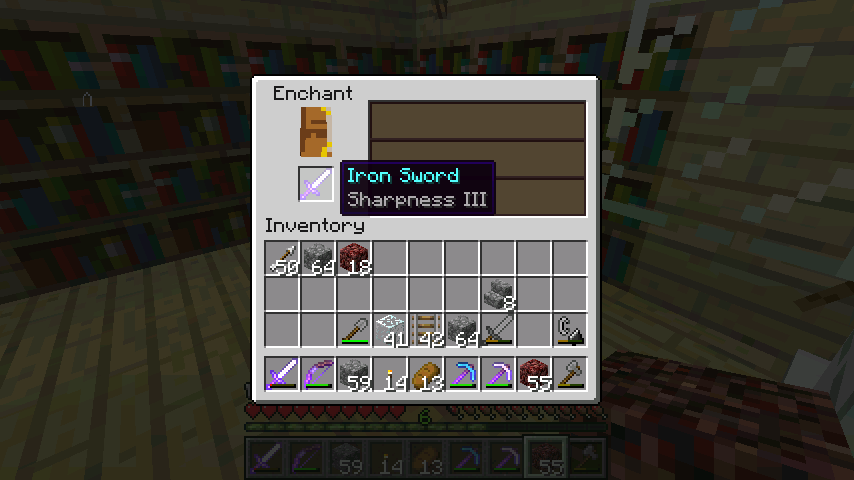 Enchant
Iron Sword
Sharpness III
Inventory
50 64 18
8
41 42 64
59 14 13 55
6
59 14 13 55